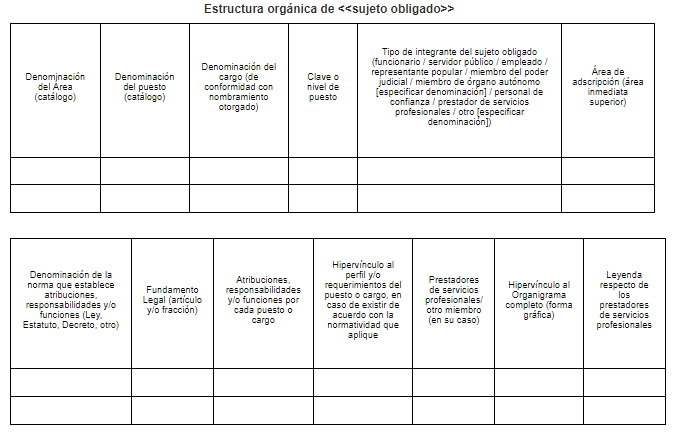 Estructura orgánica de <<sujeto obligado>>
Denominación
del Área
(catálogo)
Denominación
del puesto
(catálogo)
Denominación del
cargo (de
conformidad con
nombramiento
otorgado)
Clave o
nivel de
puesto
Tipo de integrante del sujeto obligado
(funcionario / servidor público / empleado /
representante popular / miembro del poder
judicial / miembro de órgano autónomo
[especificar denominación] / personal de
confianza / prestador de servicios
profesionales / otro [especificar
denominación])
Área de
adscripción (área
inmediata
superior)
Denominación de la
norma que establece
atribuciones,
responsabilidades y/o
funciones (Ley,
Estatuto, Decreto, otro)
Fundamento
Legal (artículo
y/o fracción)
Atribuciones,
responsabilidades
y/o funciones por
cada puesto o
cargo
Hipervínculo al
perfil y/o
requerimientos del
puesto o cargo, en
caso de existir de
acuerdo con la
normatividad que
aplique
Prestadores
de servicios
profesionales/
otro miembro
(en su caso)
Hipervínculo al
Organigrama
completo (forma
gráfica)
Leyenda
respecto de
los
prestadores
de servicios
profesionales